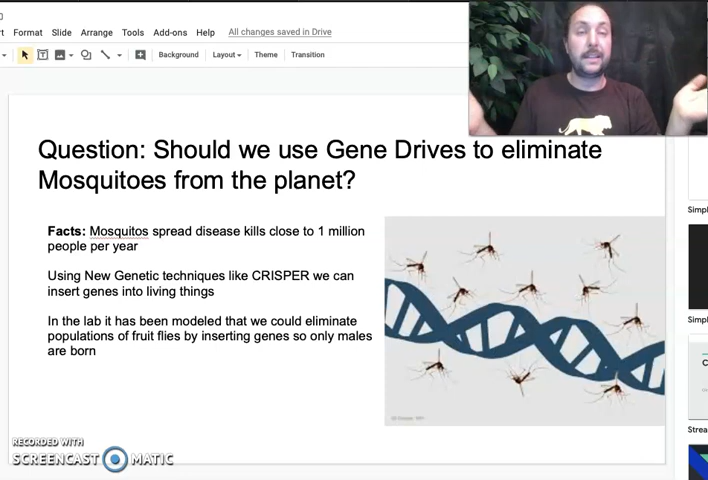 Format Slide Arrange Tools Add-ons Help All changes saved in Drive
Background Layout Theme Transition
Question: Should we use Gene Drives to eliminate
Mosquitoes from the planet?
Facts: Mosquitos spread disease kills close to 1 million
people per year
Using New Genetic techniques like CRISPER we can
insert genes into living things
In the lab it has been modeled that we could eliminate
populations of fruit flies by inserting genes so only males
are born
RECORDED WITH
SCREENCAST MATIC
Simpl
Simpl
Strea